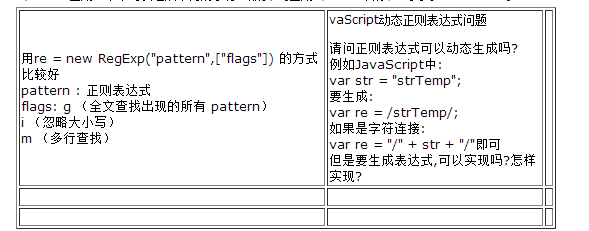 用re = new RegExp("pattern",["flags"]) 的方式
比较好
pattern : 正则表达式
flags: g （全文查找出现的所有 pattern）
i （忽略大小写）
m （多行查找）
vaScript动态正则表达式问题
请问正则表达式可以动态生成吗?
例如JavaScript中:
var str = "strTemp";
要生成:
var re = /strTemp/;
如果是字符连接:
var re = "/" + str + "/"即可
但是要生成表达式,可以实现吗?怎样
实现?